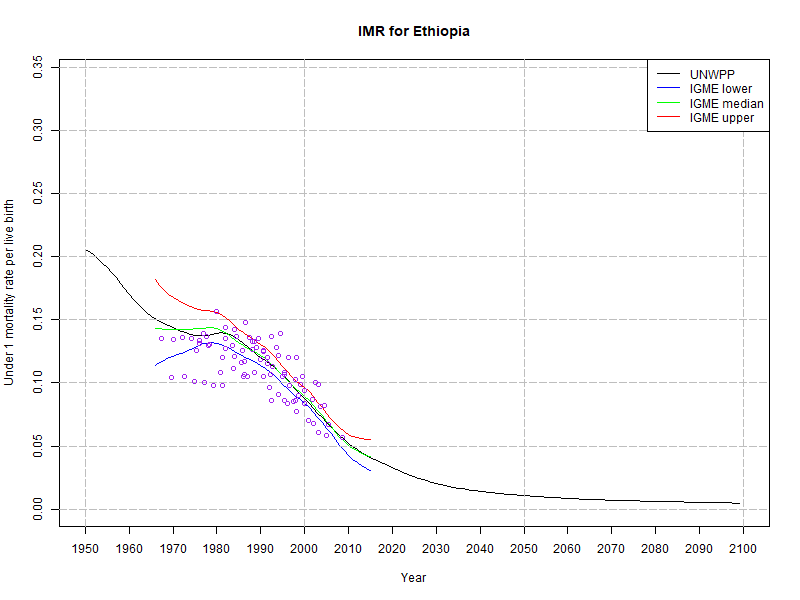 IMR for Ethiopia
UNWPP
IGME lower
IGME median
IGME upper
Under 1 mortality rate per live birth
0.35
0.30
0.25
0.20
0.15
0.10
0.05
0.00
1950 1960 1970 1980 1990 2000 2010 2020 2030 2040 2050 2060 2070 2080 2090 2100
Year